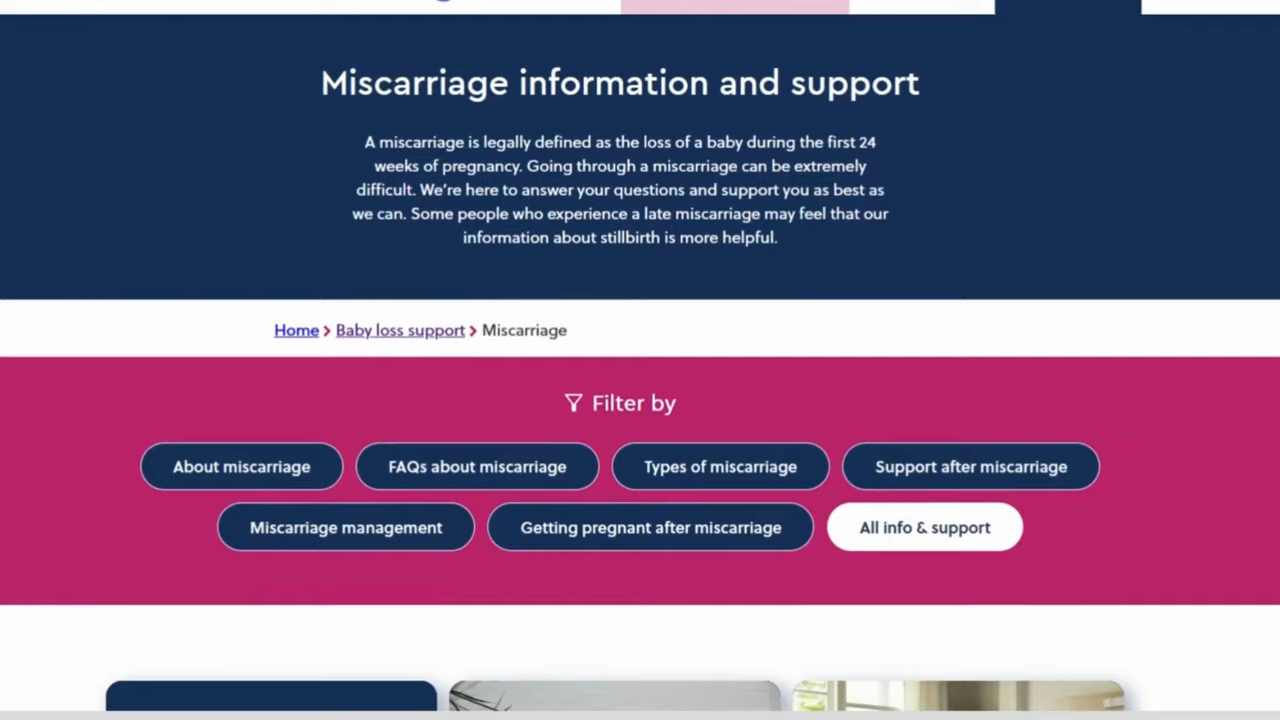 Miscarriage information and support
A miscarriage is legally defined as the loss of a baby during the first 24
weeks of pregnancy. Going through a miscarriage can be extremely
difficult. We're here to answer your questions and support you as best as
we can. Some people who experience a late miscarriage may feel that our
information about stillbirth is more helpful.
Home > Baby loss support > Miscarriage
Filter by
About miscarriage
FAQs about miscarriage
Types of miscarriage
Support after miscarriage
Miscarriage management
Getting pregnant after miscarriage
All info & support